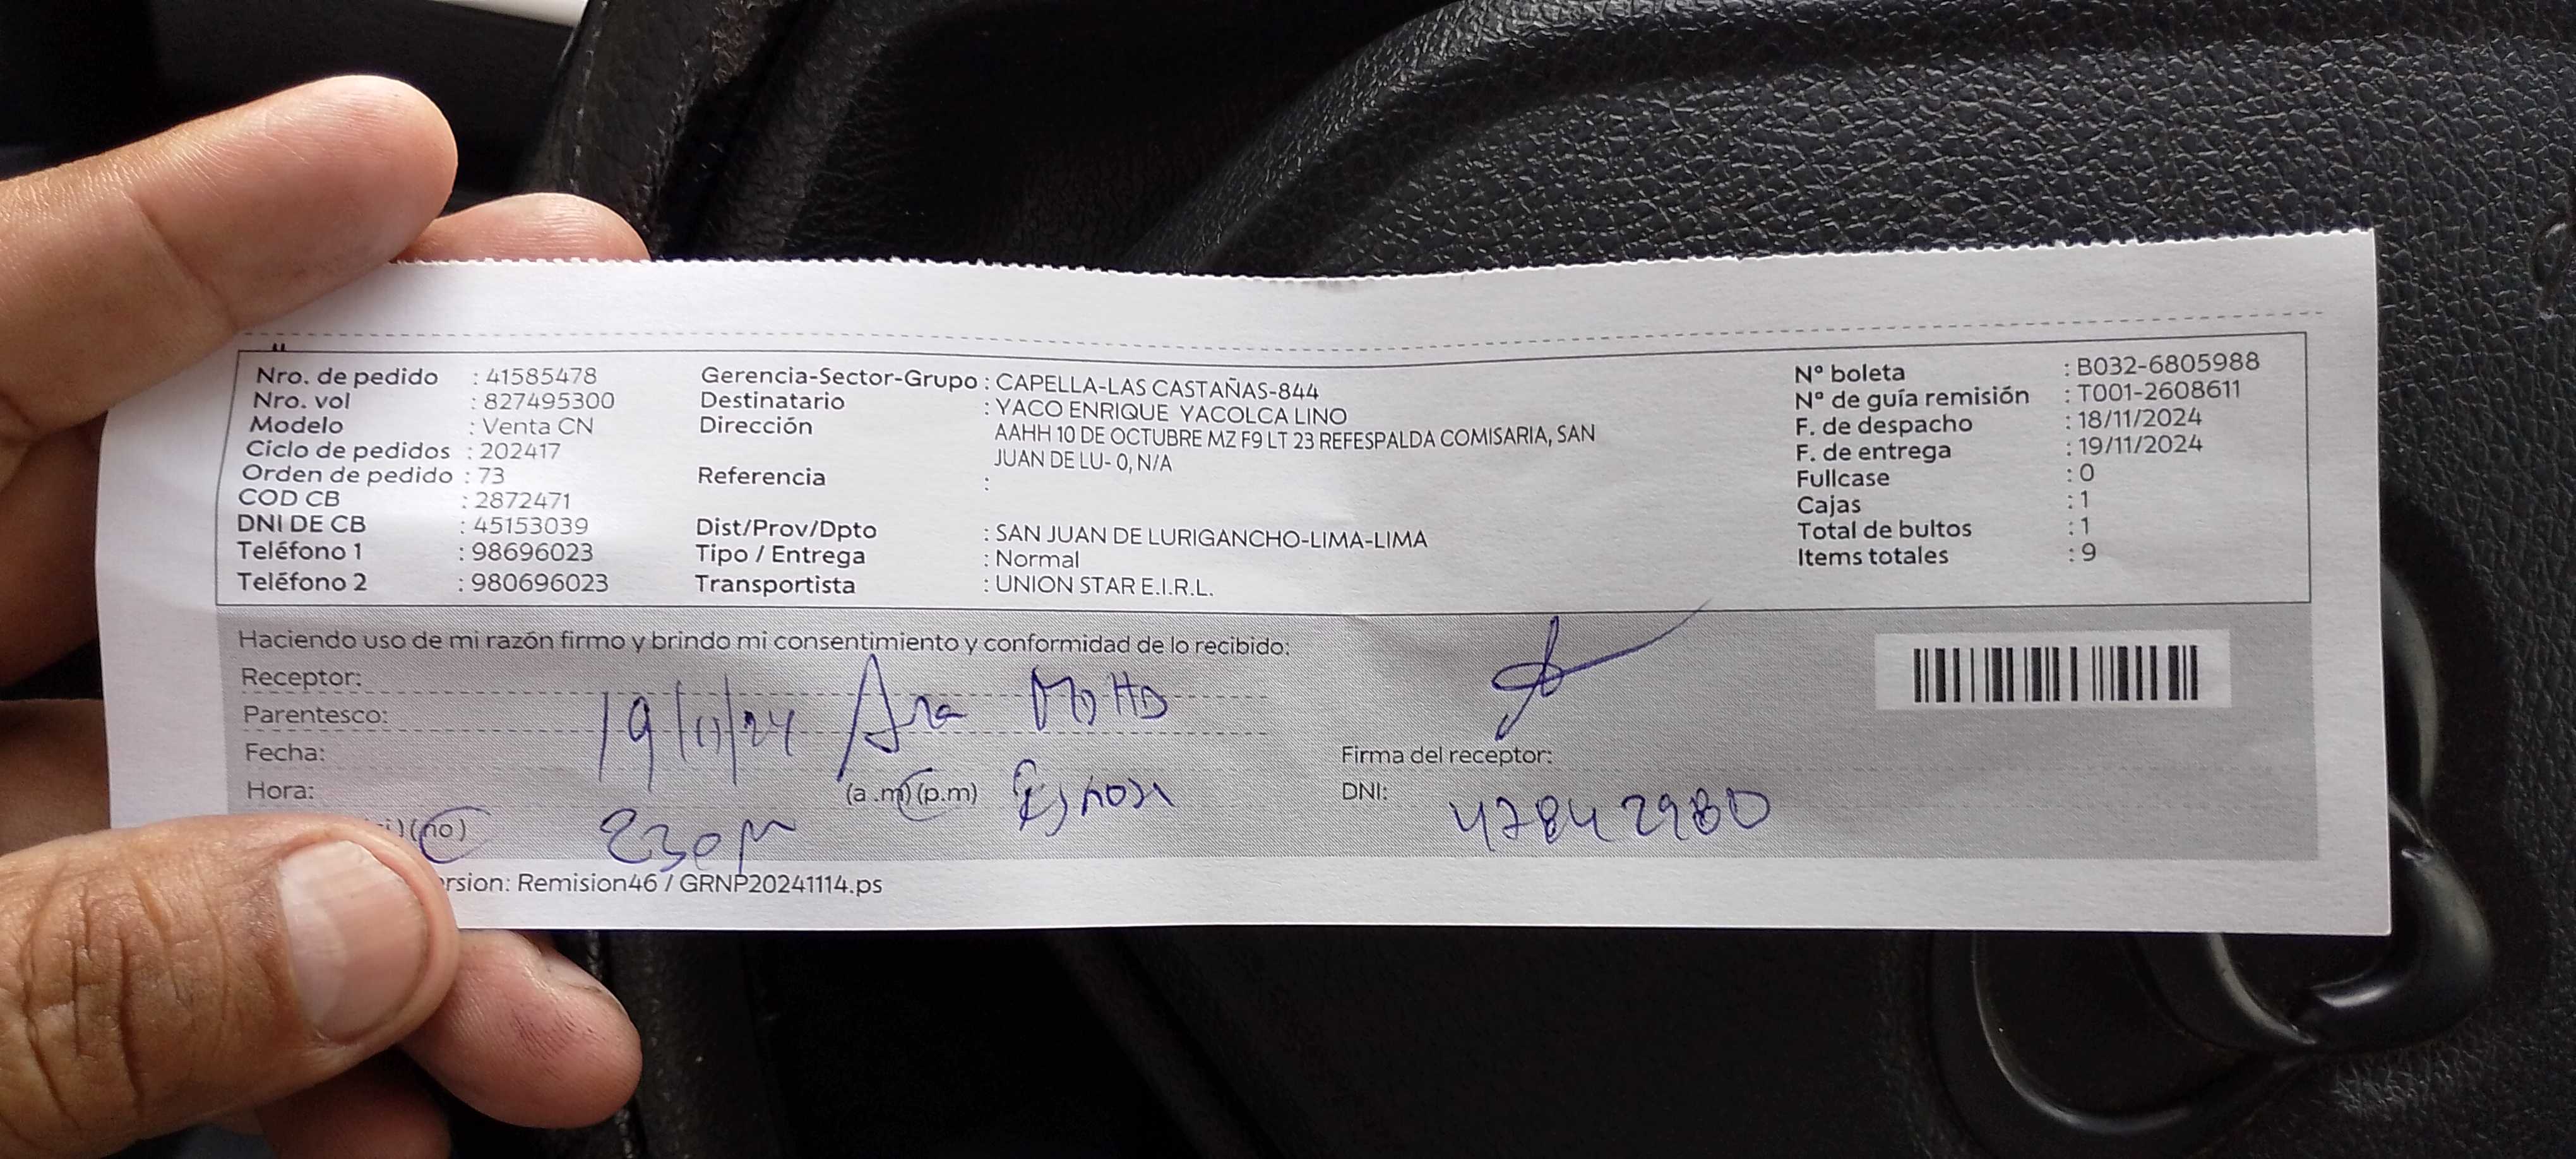 Nro. de pedido : 41585478
Nro. vol : 827495300
Modelo : Venta CN
Ciclo de pedidos : 202417
Orden de pedido : 73
COD CB : 2872471
DNI DE CB : 45153039
Teléfono 1 : 98696023
Teléfono 2 : 980696023
Gerencia-Sector-Grupo : CAPELLA-LAS CASTAÑAS-844
Destinatario : YACO ENRIQUE YACOLCA LINO
Dirección AAHH 10 DE OCTUBRE MZ F9 LT 23 REFESPALDA COMISARIA, SAN
JUAN DE LU- 0, N/A
Referencia :
Dist/Prov/Dpto : SAN JUAN DE LURIGANCHO-LIMA-LIMA
Tipo / Entrega : Normal
Transportista : UNION STAR E.I.R.L.
N° boleta : B032-6805988
N° de guía remisión : T001-2608611
F. de despacho : 18/11/2024
F. de entrega : 19/11/2024
Fullcase : 0
Cajas : 1
Total de bultos : 1
Items totales : 9
Haciendo uso de mi razón firmo y brindo mi consentimiento y conformidad de lo recibido:
Receptor:
Parentesco: 19/11/24 Ana
Fecha:
Hora: (a.m) (p.m)
(no) 230 pm
Firma del receptor:
DNI: 47842980
rsion: Remision46 / GRNP20241114.ps